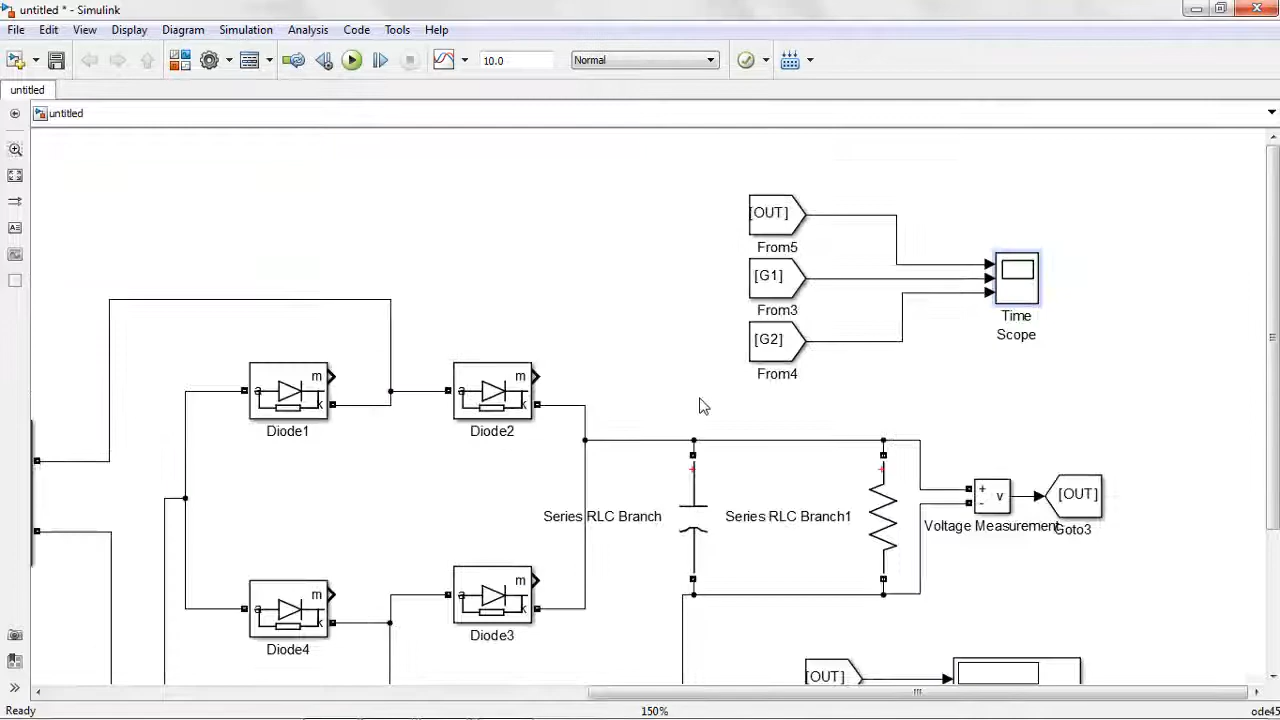 untitled * - Simulink
File Edit View Display Diagram Simulation Analysis Code Tools Help
10.0 Normal
untitled
untitled
[OUT]
From5
[G1]
From3
Time
Scope
[G2]
From4
a m k
Diode1
a m k
Diode2
+
+
Series RLC Branch
Series RLC Branch1
+ - v
Voltage Measurement
[OUT]
Goto3
a m k
Diode4
a m k
Diode3
[OUT]
Ready 150% ode45